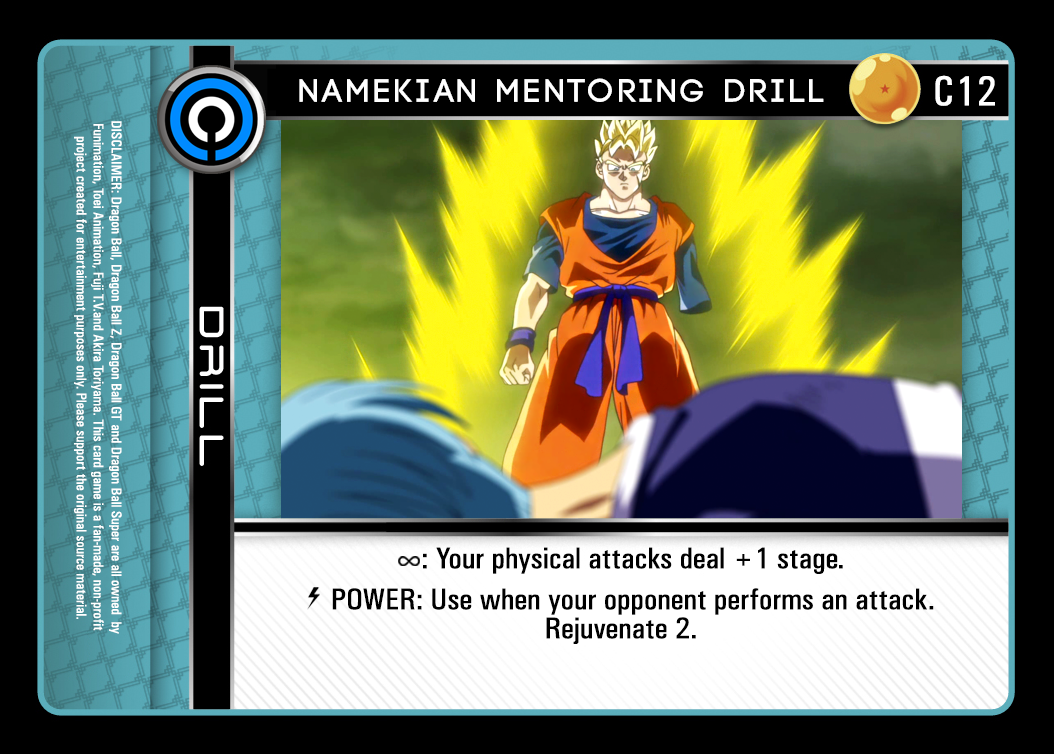 NAMEKIAN MENTORING DRILL C12
DISCLAIMER: Dragon Ball, Dragon Ball Z, Dragon Ball GT and Dragon Ball Super are all owned by
Funimation, Toei Animation, Fuji T.V.and Akira Toriyama. This card game is a fan-made, non-profit
project created for entertainment purposes only. Please support the original source material.
DRILL
∞: Your physical attacks deal +1 stage.
POWER: Use when your opponent performs an attack.
Rejuvenate 2.